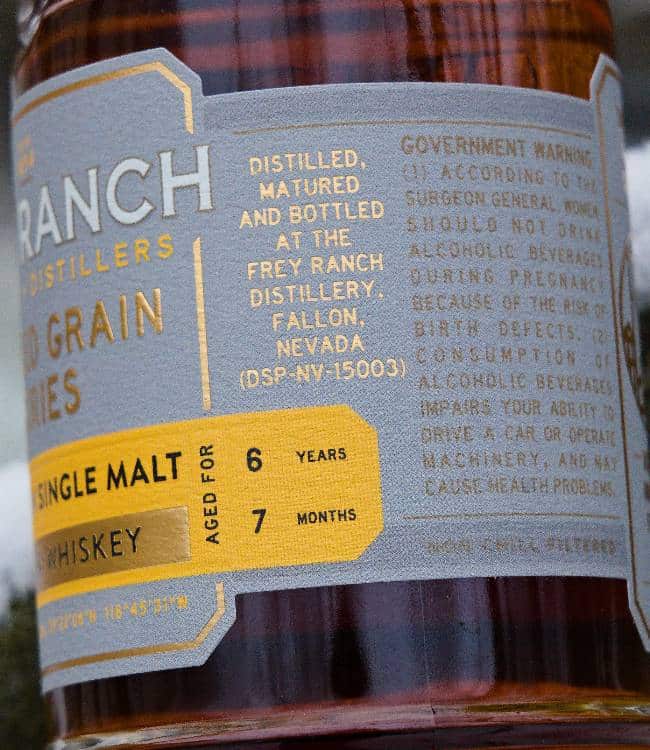 RANCH
DISTILLERS
GRAIN
SINGLE MALT
WHISKEY
AGED FOR
6 YEARS
7 MONTHS
118°45'31"W
DISTILLED,
MATURED
AND BOTTLED
AT THE
FREY RANCH
DISTILLERY.
FALLON,
NEVADA
(DSP-NV-15003)
GOVERNMENT WARNING
(1) ACCORDING TO THE
SURGEON GENERAL, WOMEN
SHOULD NOT DRINK
ALCOHOLIC BEVERAGES
DURING PREGNANCY
BECAUSE OF THE RISK OF
BIRTH DEFECTS. (2)
CONSUMPTION OF
ALCOHOLIC BEVERAGES
IMPAIRS YOUR ABILITY TO
DRIVE A CAR OR OPERATE
MACHINERY, AND MAY
CAUSE HEALTH PROBLEMS.
NON CHILL FILTERED